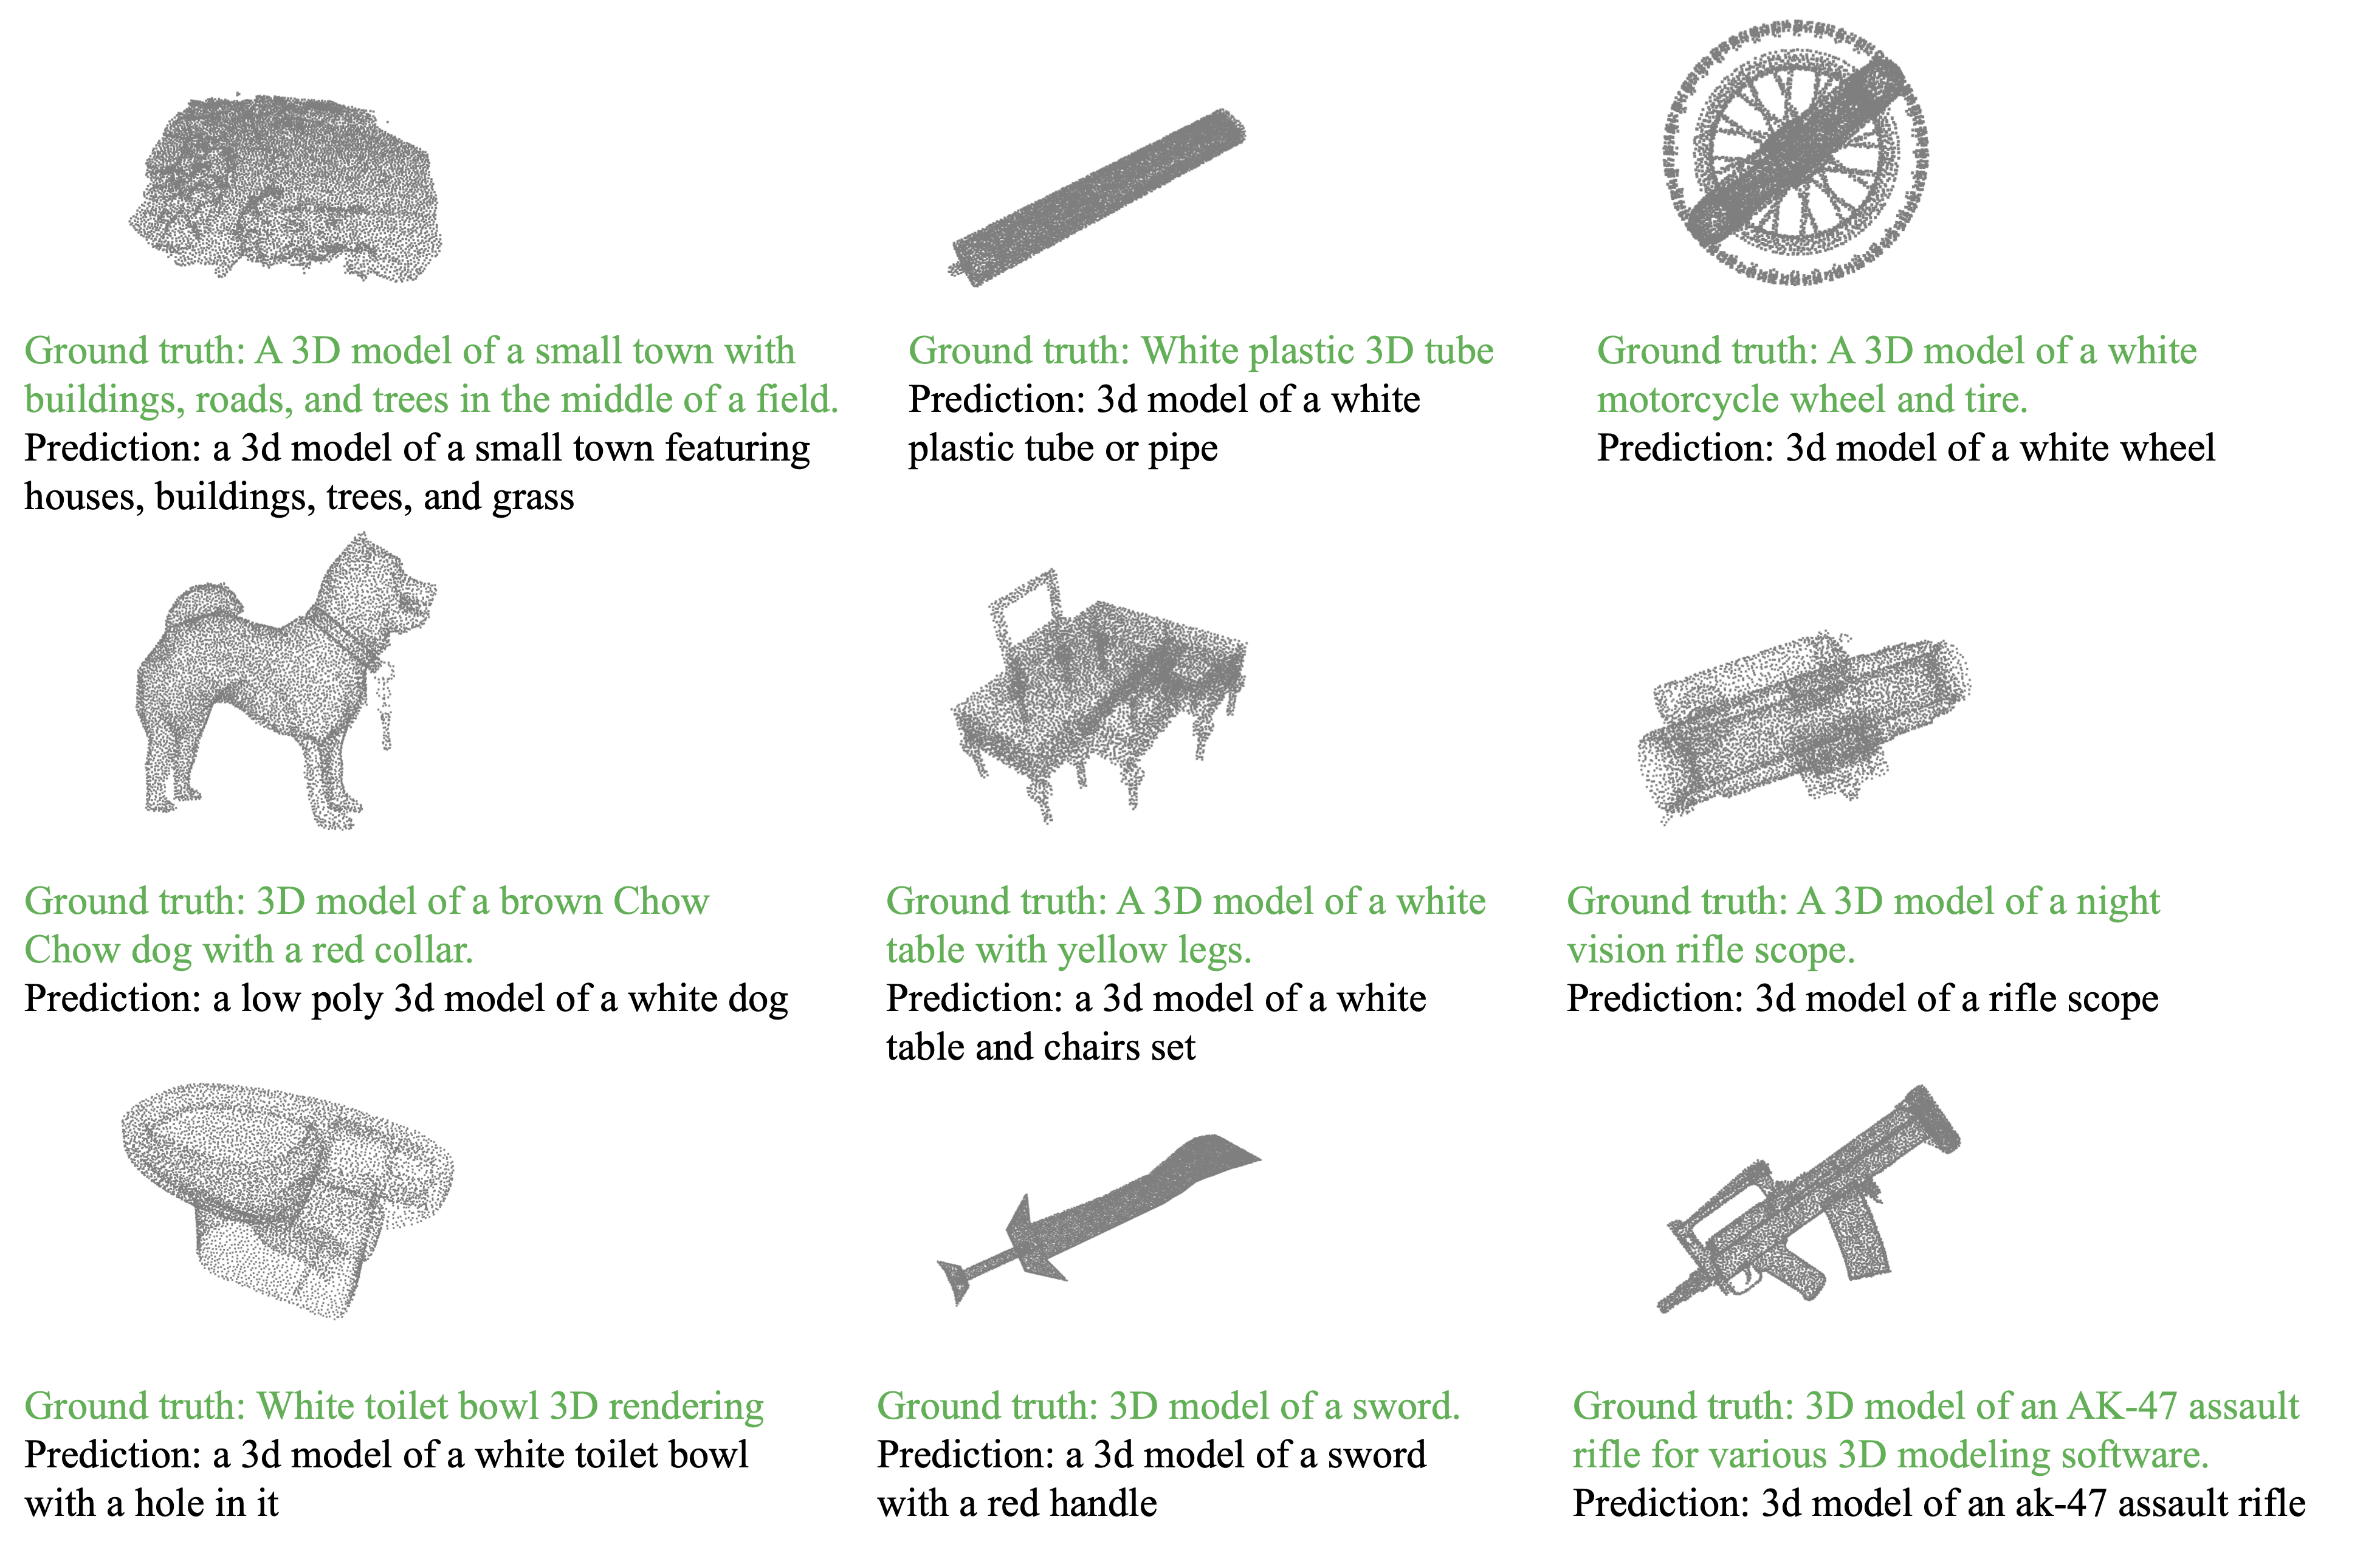 Ground truth: A 3D model of a small town with
buildings, roads, and trees in the middle of a field.
Prediction: a 3d model of a small town featuring
houses, buildings, trees, and grass
Ground truth: White plastic 3D tube
Prediction: 3d model of a white
plastic tube or pipe
Ground truth: A 3D model of a white
motorcycle wheel and tire.
Prediction: 3d model of a white wheel
Ground truth: 3D model of a brown Chow
Chow dog with a red collar.
Prediction: a low poly 3d model of a white dog
Ground truth: A 3D model of a white
table with yellow legs.
Prediction: a 3d model of a white
table and chairs set
Ground truth: A 3D model of a night
vision rifle scope.
Prediction: 3d model of a rifle scope
Ground truth: White toilet bowl 3D rendering
Prediction: a 3d model of a white toilet bowl
with a hole in it
Ground truth: 3D model of a sword.
Prediction: a 3d model of a sword
with a red handle
Ground truth: 3D model of an AK-47 assault
rifle for various 3D modeling software.
Prediction: 3d model of an ak-47 assault rifle